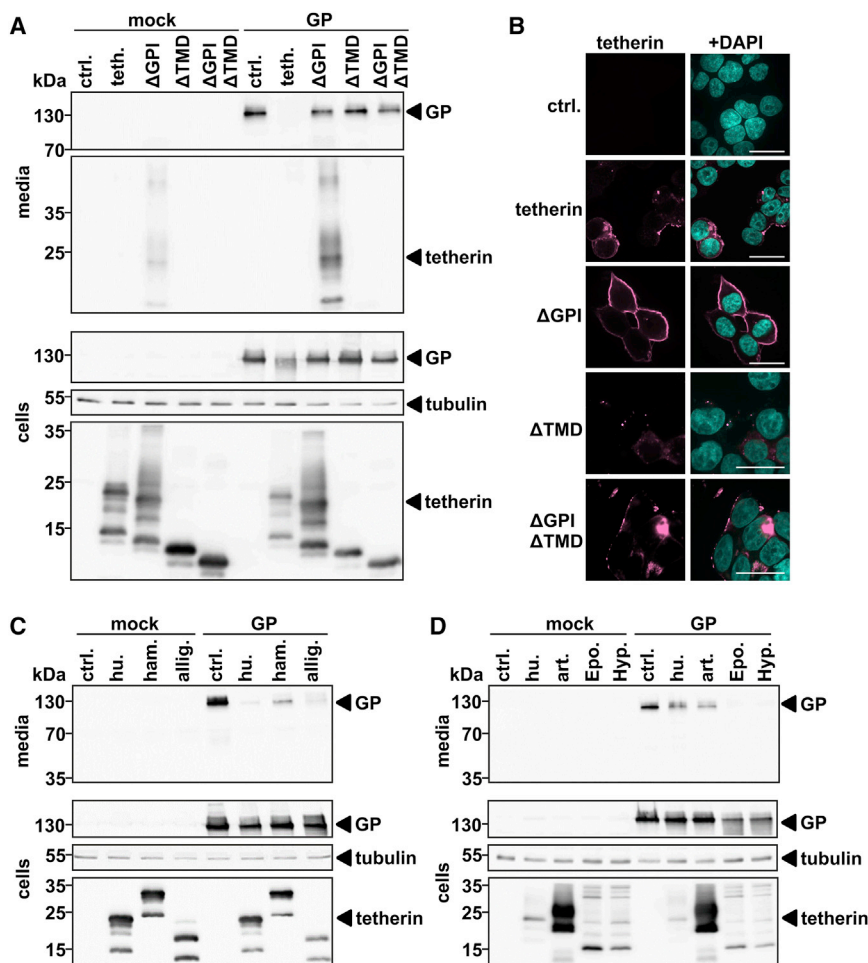 A
mock GP
kDa ctrl. teth. ΔGPI ΔTMD ΔGPI ΔTMD ctrl. teth. ΔGPI ΔTMD ΔGPI ΔTMD
media
130 GP
70
35
25 tetherin
cells
130 GP
55 tubulin
25 tetherin
15
B
tetherin +DAPI
ctrl.
tetherin
ΔGPI
ΔTMD
ΔGPI
ΔTMD
C
mock GP
kDa ctrl. hu. ham. allig. ctrl. hu. ham. allig.
media
130 GP
70
35
cells
130 GP
55 tubulin
35
25 tetherin
15
D
mock GP
kDa ctrl. hu. art. Epo. Hyp. ctrl. hu. art. Epo. Hyp.
media
130 GP
70
35
cells
130 GP
55 tubulin
35
25 tetherin
15